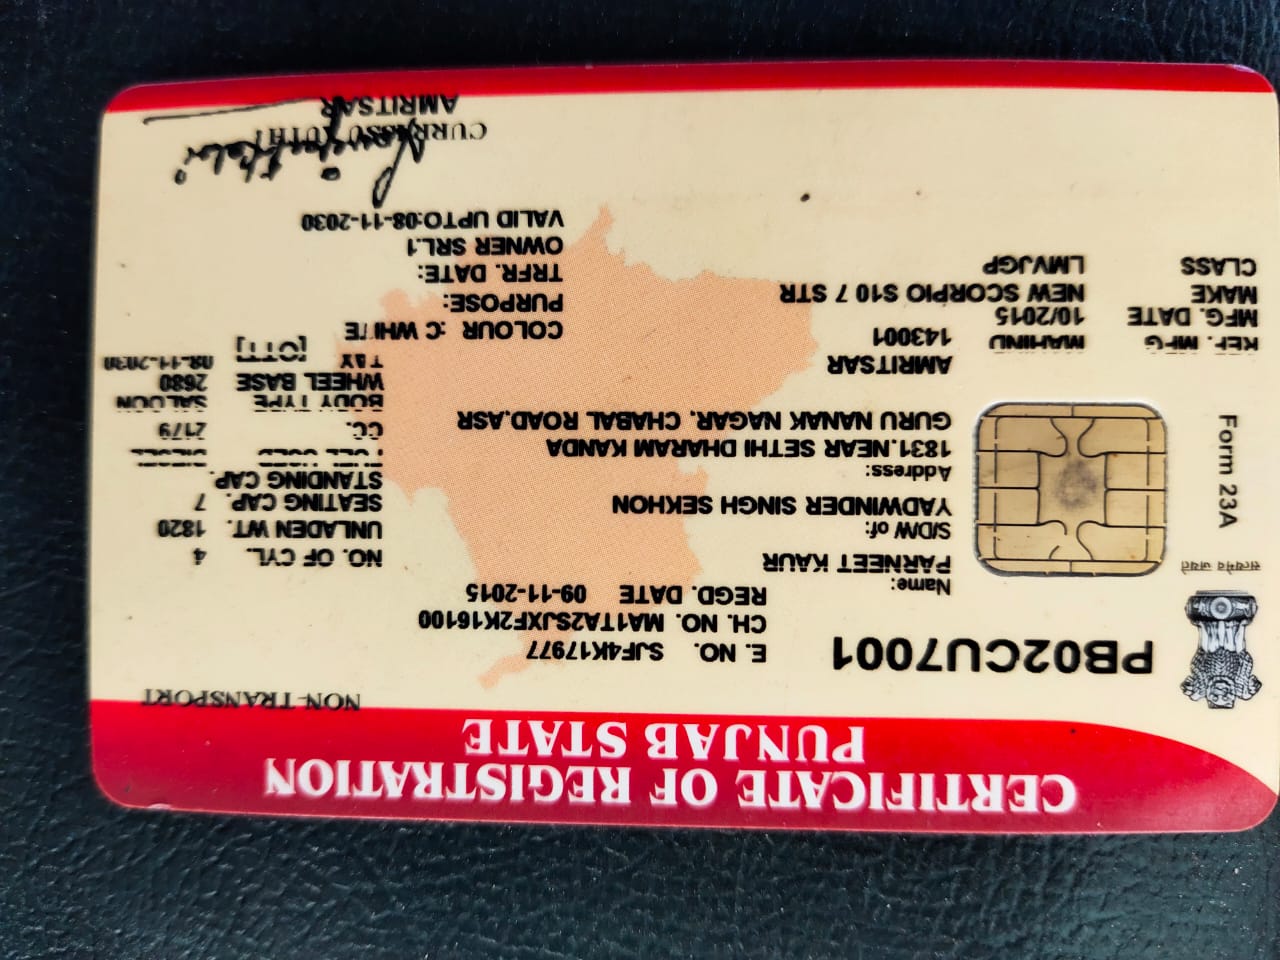 CERTIFICATE OF REGISTRATION
PUNJAB STATE
NON-TRANSPORT
सत्यमेव जयते
Form 23A
PB02CU7001
E. NO. SJF4K17977
CH. NO. MA1TA2SJXF2K16100
REGD. DATE 09-11-2015
Name:
PARNEET KAUR
S/D/W of:
YADWINDER SINGH SEKHON
Address:
1831.NEAR SETHI DHARAM KANDA
GURU NANAK NAGAR. CHABAL ROAD.ASR
AMRITSAR
143001
NO. OF CYL. 4
UNLADEN WT. 1820
SEATING CAP. 7
STANDING CAP.
FUEL USED DIESEL
CC. 2179
BODY TYPE SALOON
WHEEL BASE 2680
TAX [OTT] 08-11-2030
REF. MFG MAHIND
MFG. DATE 10/2015
MAKE NEW SCORPIO S10 7 STR
CLASS LMVJGP
COLOUR :C WHITE
PURPOSE:
TRFR. DATE:
OWNER SRL.1
VALID UPTO:08-11-2030
AMRITSAR